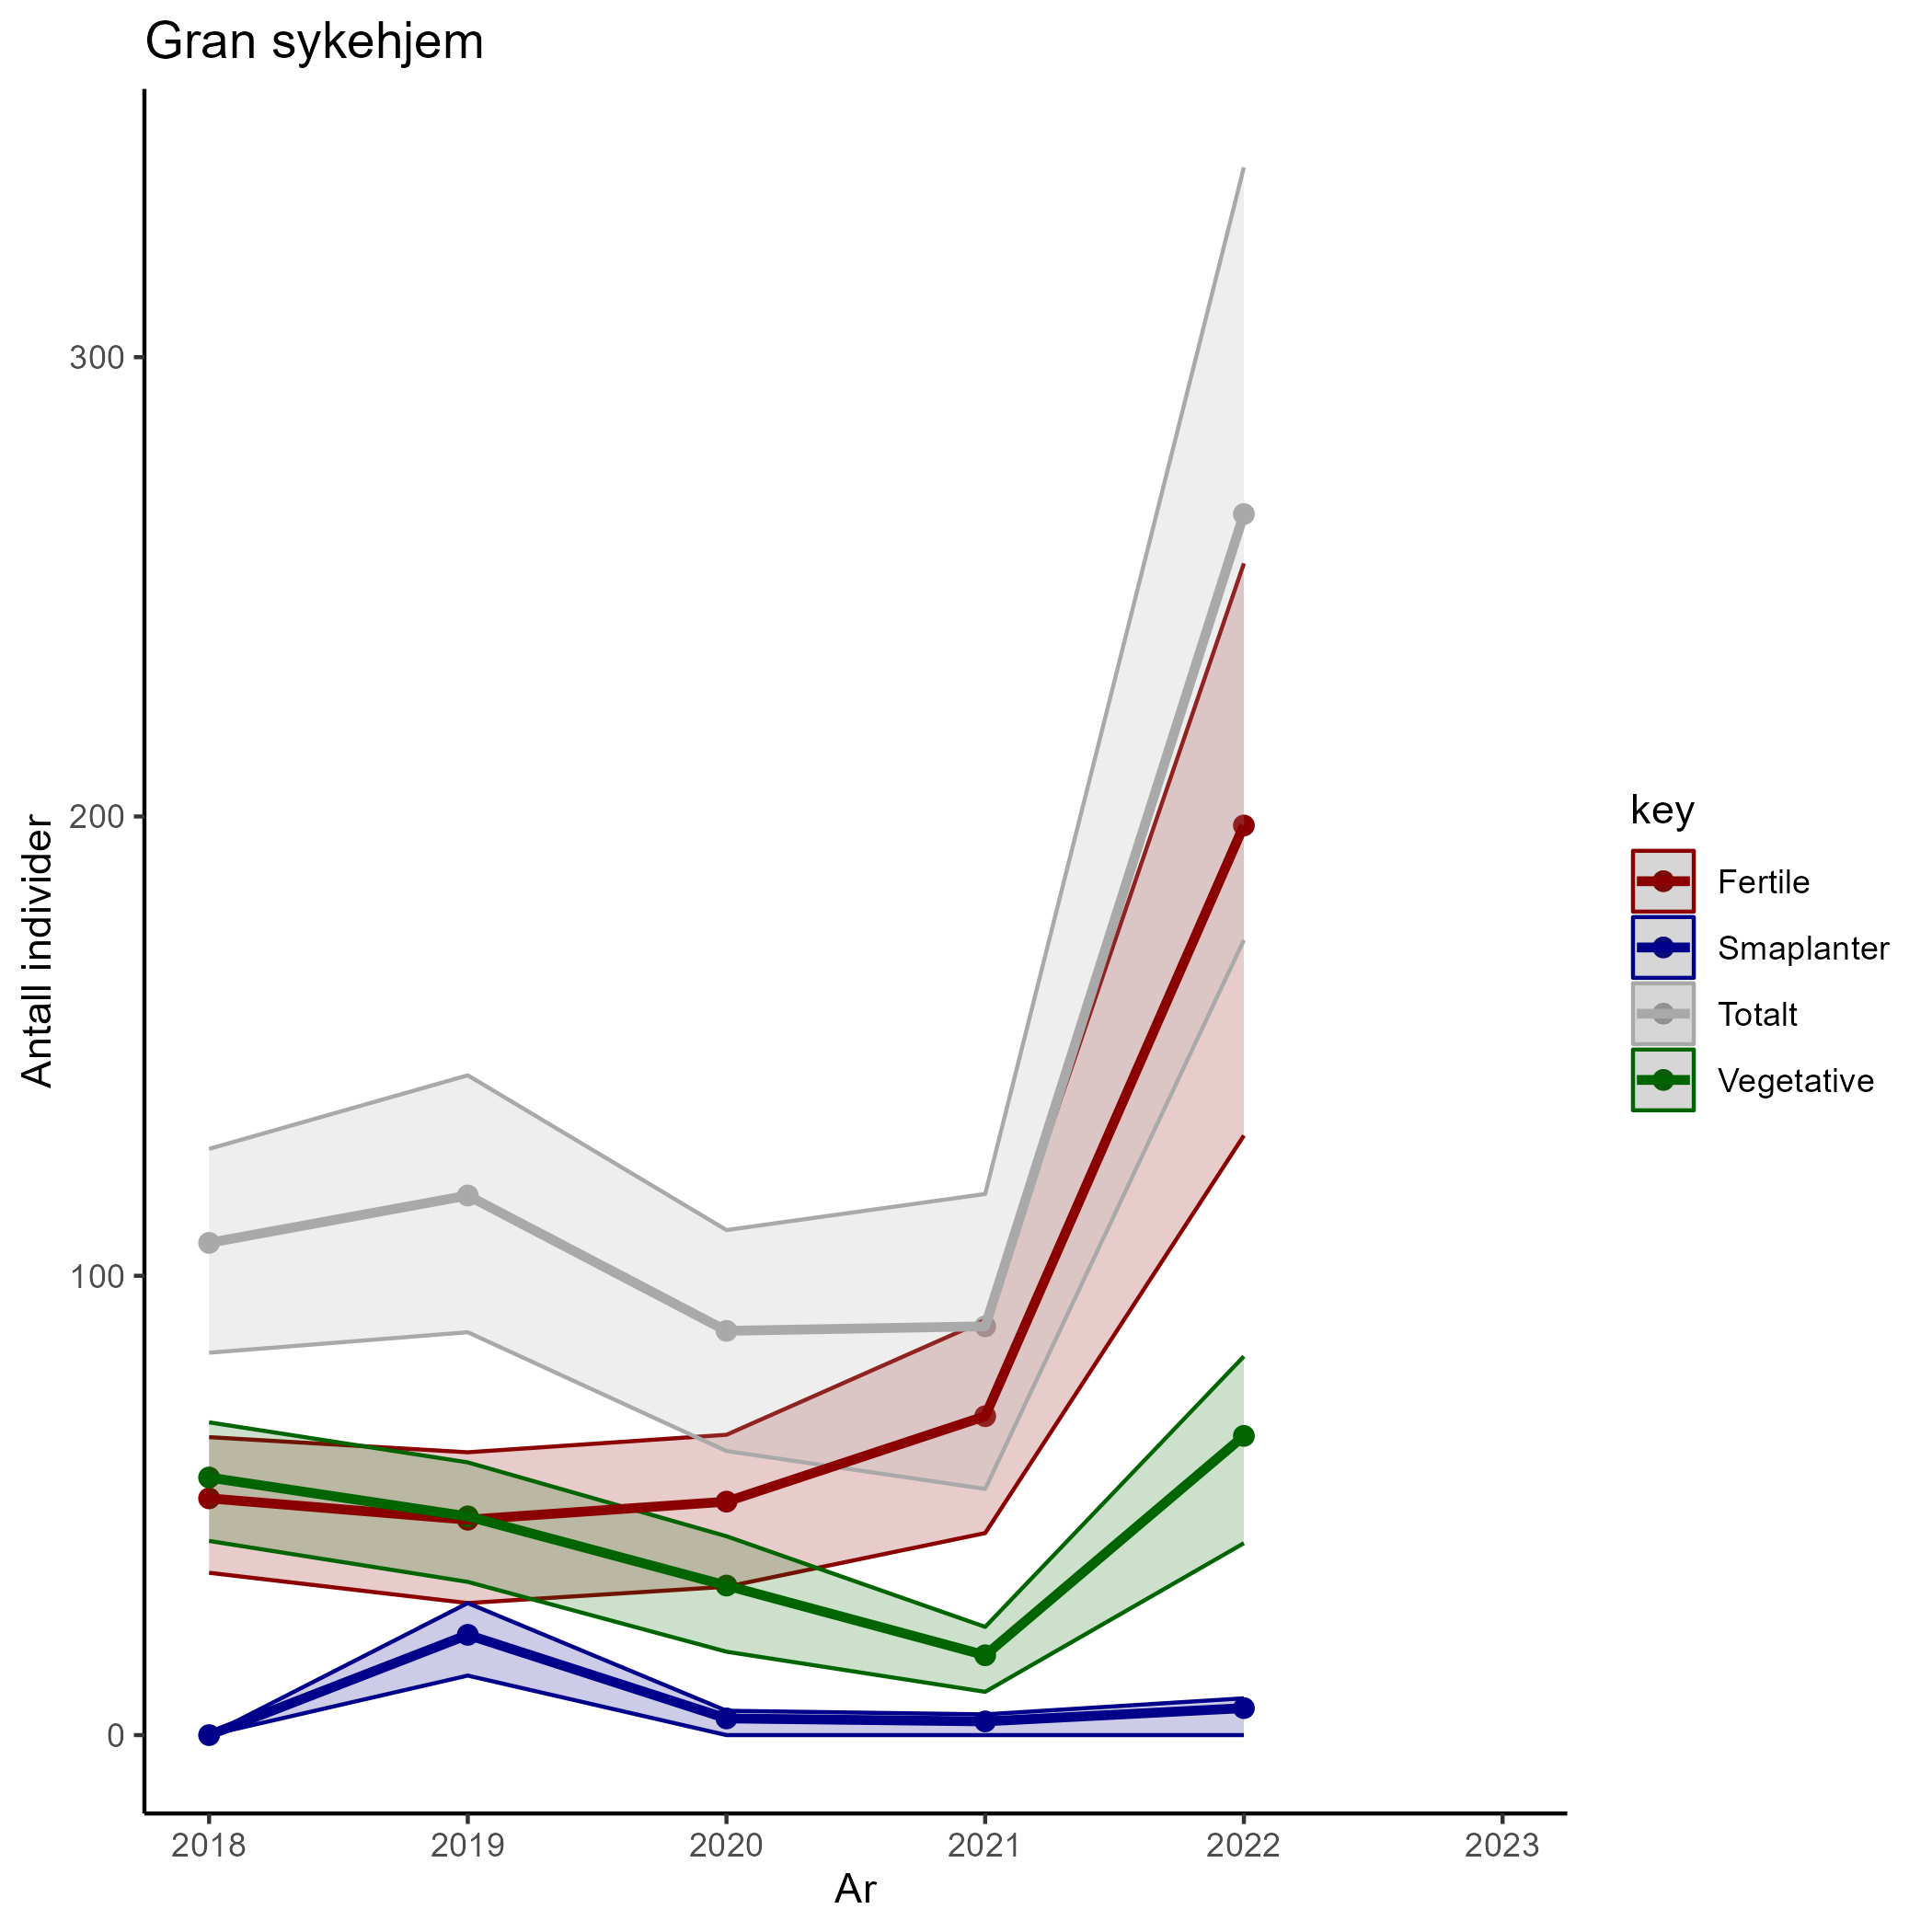 Gran sykehjem
Antall individer
300
200
100
0
2018 2019 2020 2021 2022 2023
Ar
key
Fertile
Smaplanter
Totalt
Vegetative